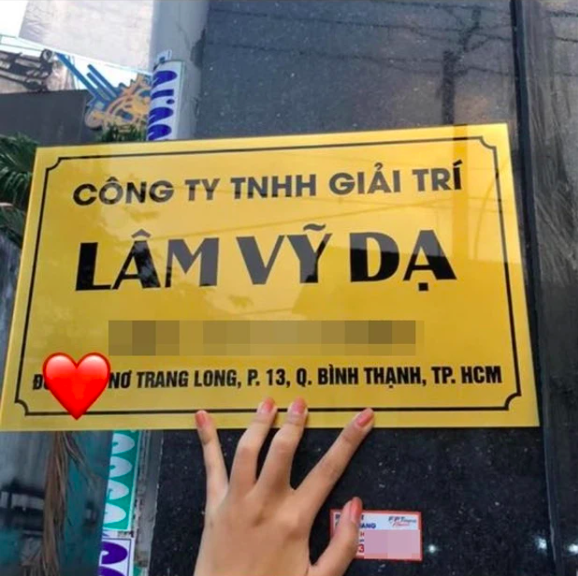 CÔNG TY TNHH GIẢI TRÍ
LÂM VỸ DẠ
NƠ TRANG LONG, P. 13, Q. BÌNH THẠNH, TP. HCM